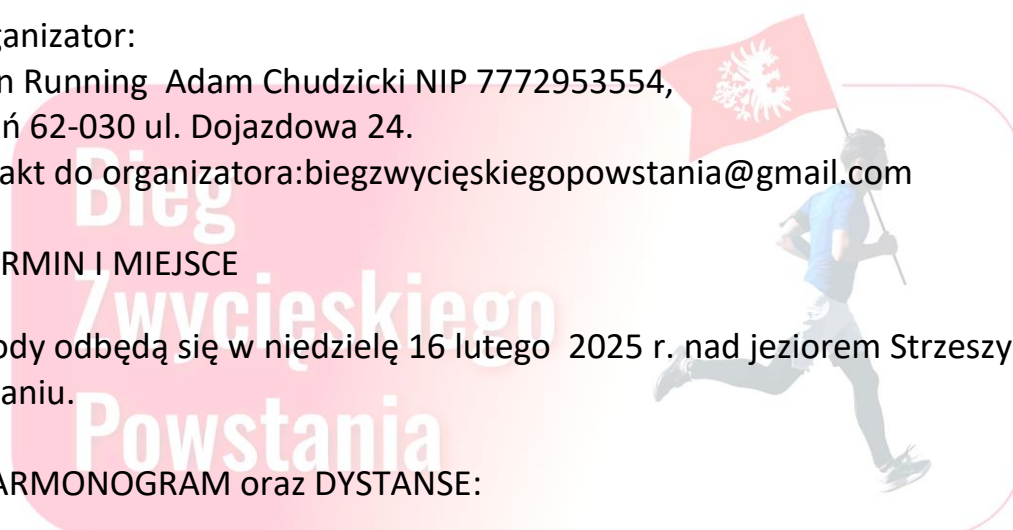 ganizator:
n Running Adam Chudzicki NIP 7772953554,
ń 62-030 ul. Dojazdowa 24.
akt do organizatora:biegzwycięskiegopowstania@gmail.com
Bieg
RMIN I MIEJSCE
Zwycięskiego
ody odbędą się w niedzielę 16 lutego 2025 r. nad jeziorem Strzeszy
aniu.
Powstania
ARMONOGRAM oraz DYSTANSE: